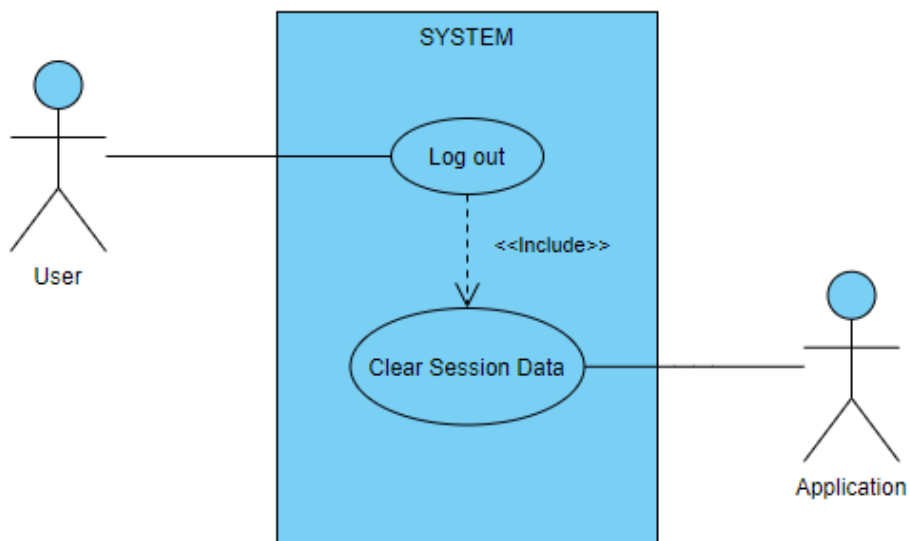 SYSTEM
Log out
<<Include>>
User
Clear Session Data
Application